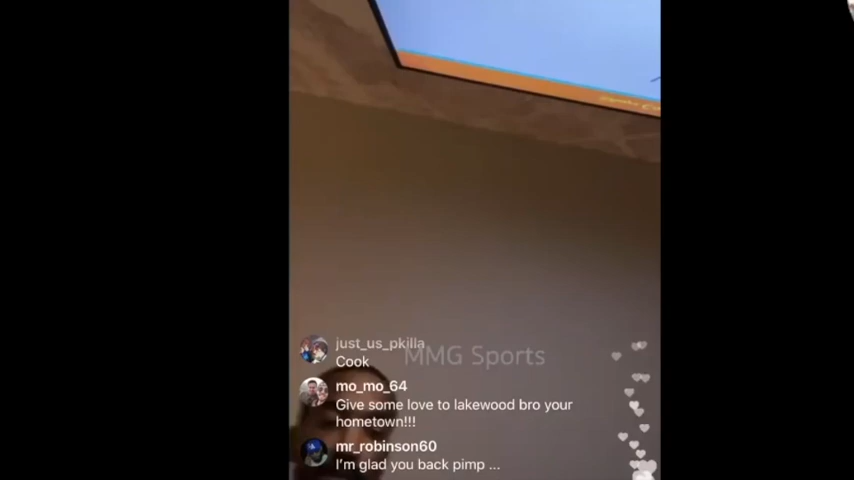 just_us_pkilla
Cook
MMG Sports
mo_mo_64
Give some love to lakewood bro your
hometown!!!
mr_robinson60
I'm glad you back pimp ...